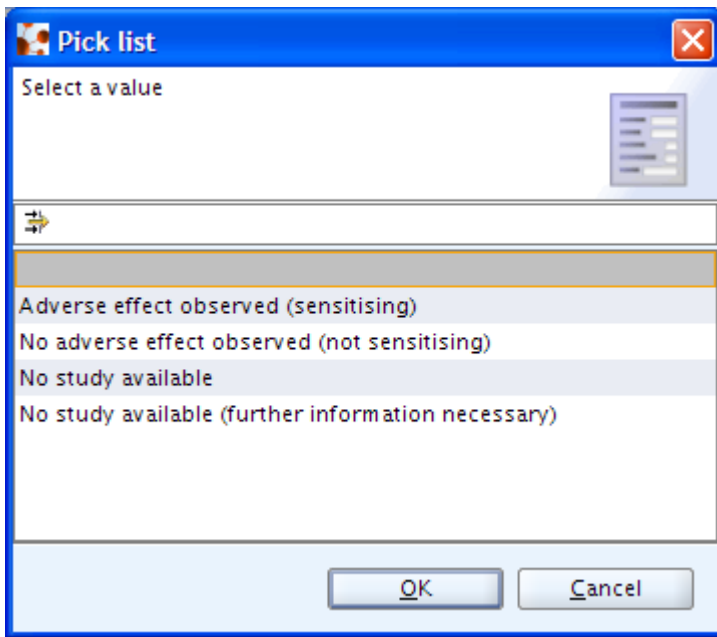 Pick list
Select a value
Adverse effect observed (sensitising)
No adverse effect observed (not sensitising)
No study available
No study available (further information necessary)
OK Cancel